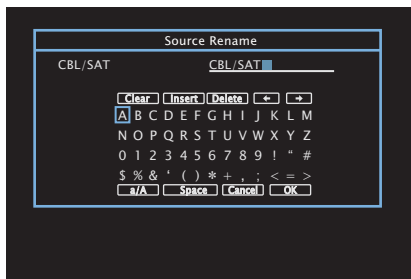 Source Rename
CBL/SAT CBL/SAT
Clear Insert Delete ← →
A B C D E F G H I J K L M
N O P Q R S T U V W X Y Z
0 1 2 3 4 5 6 7 8 9 ! “ #
$ % & ‘ ( ) * + , ; < = >
a/A Space Cancel OK